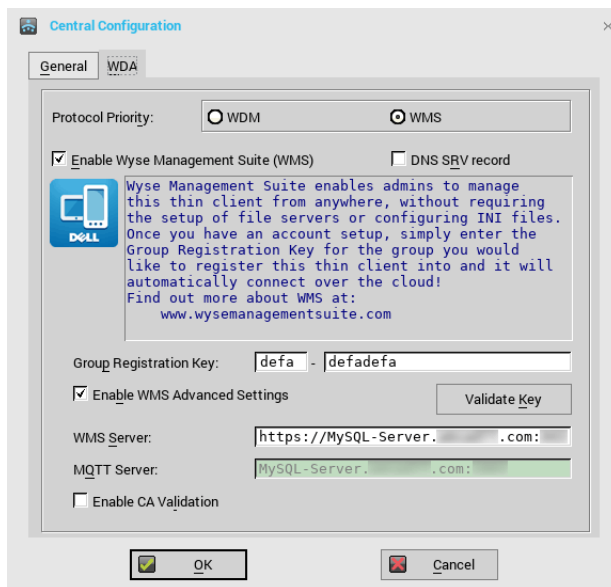 Central Configuration
General WDA
Protocol Priority: WDM WMS
Enable Wyse Management Suite (WMS) DNS SRV record
Wyse Management Suite enables admins to manage
this thin client from anywhere, without requiring
the setup of file servers or configuring INI files.
Once you have an account setup, simply enter the
Group Registration Key for the group you would
like to register this thin client into and it will
automatically connect over the cloud!
Find out more about WMS at:
www.wysemanagementsuite.com
DELL
Group Registration Key: defa - defadefa
Enable WMS Advanced Settings Validate Key
WMS Server: https://MySQL-Server. .com:
MQTT Server: MySQL-Server. .com:
Enable CA Validation
OK Cancel